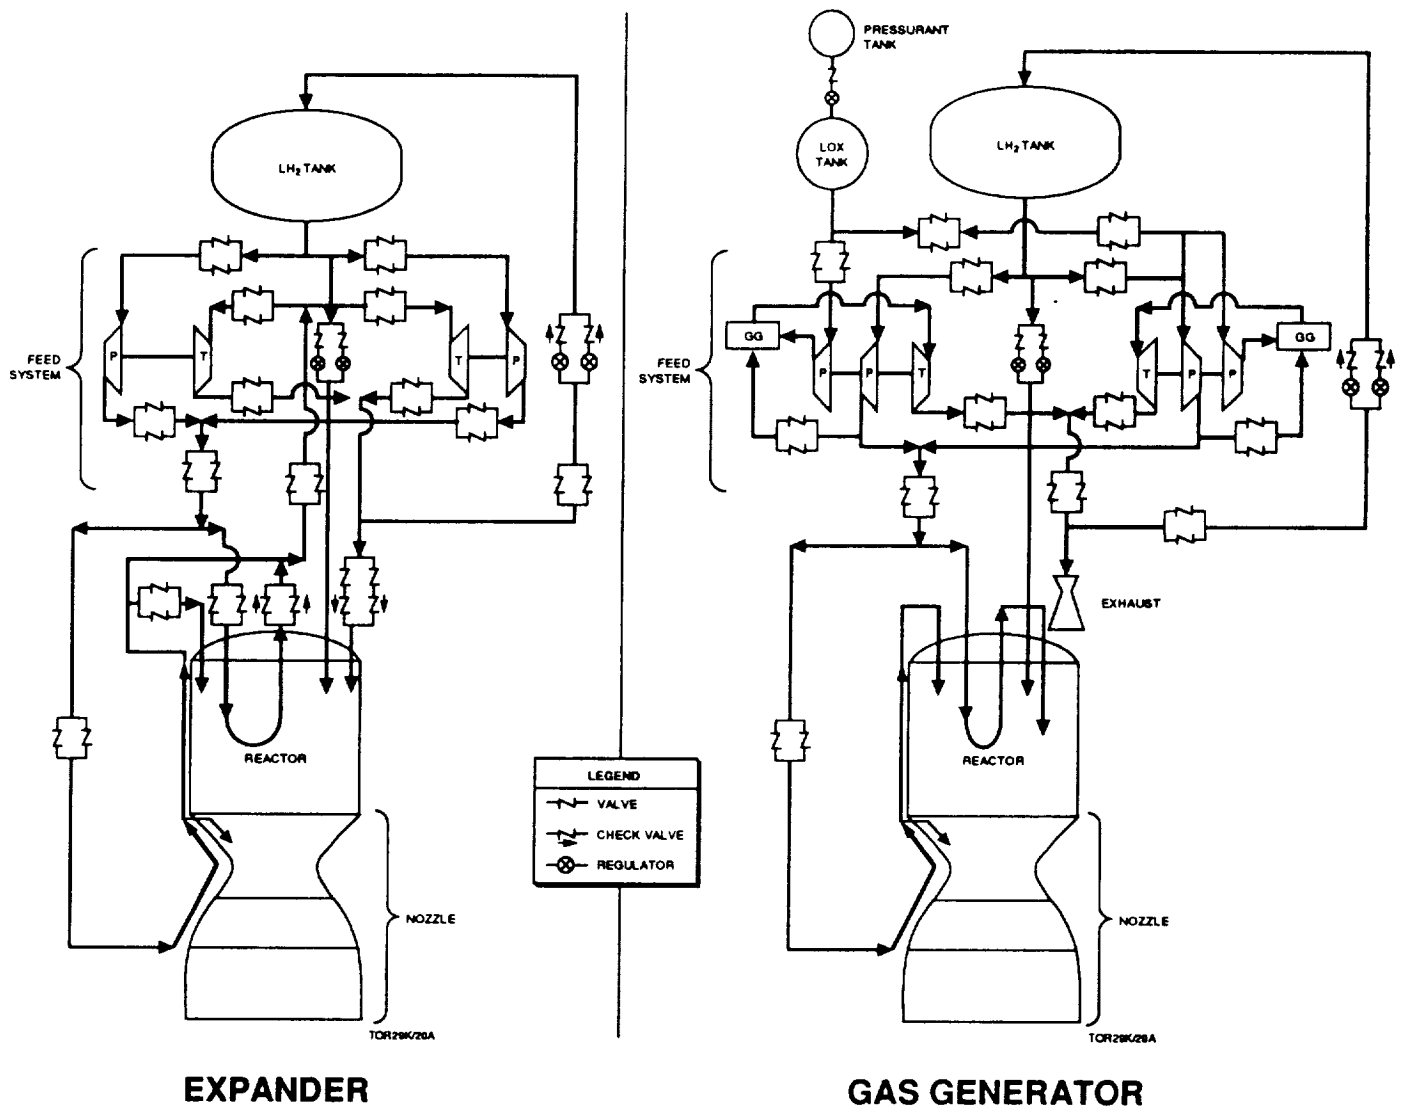 LH₂ TANK
FEED
SYSTEM
P
T
T
P
REACTOR
NOZZLE
TOR29K/20A
EXPANDER
LEGEND
VALVE
CHECK VALVE
REGULATOR
PRESSURANT
TANK
LOX
TANK
LH₂ TANK
FEED
SYSTEM
GG
GG
P
P
T
T
P
P
EXHAUST
REACTOR
NOZZLE
TOR29K/29A
GAS GENERATOR